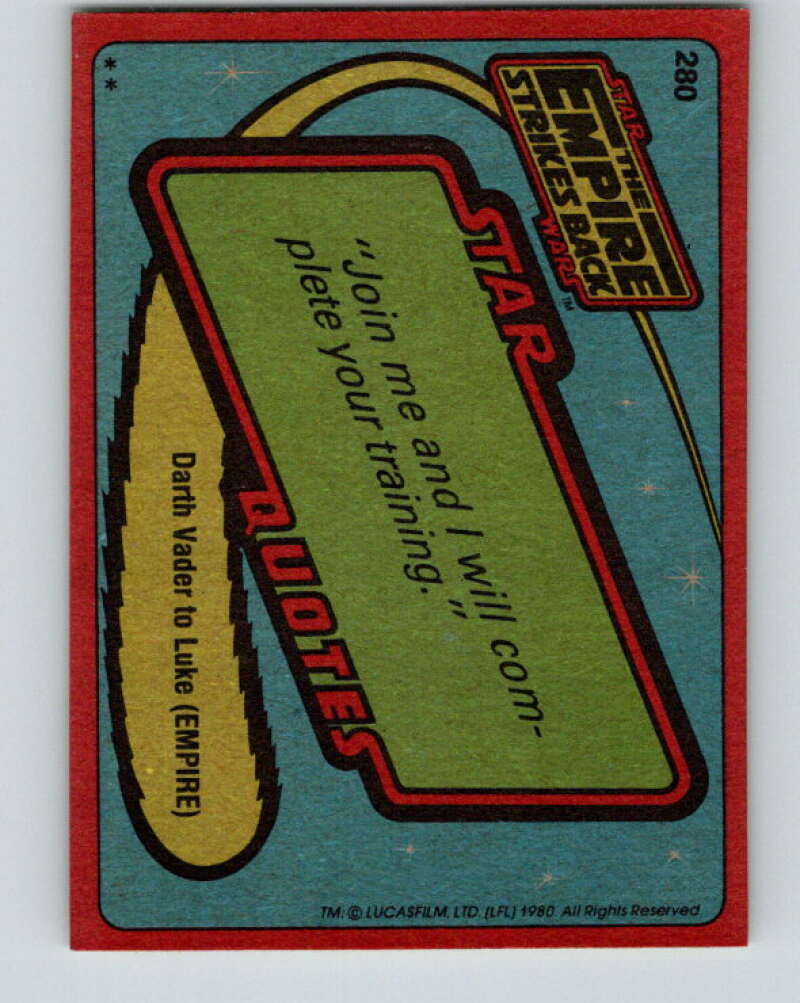 280
STAR
THE
EMPIRE
STRIKES BACK
WARS™
STAR
"Join me and I will com-
plete your training."
QUOTES
Darth Vader to Luke (EMPIRE)
**
TM: © LUCASFILM, LTD. (LFL) 1980. All Rights Reserved